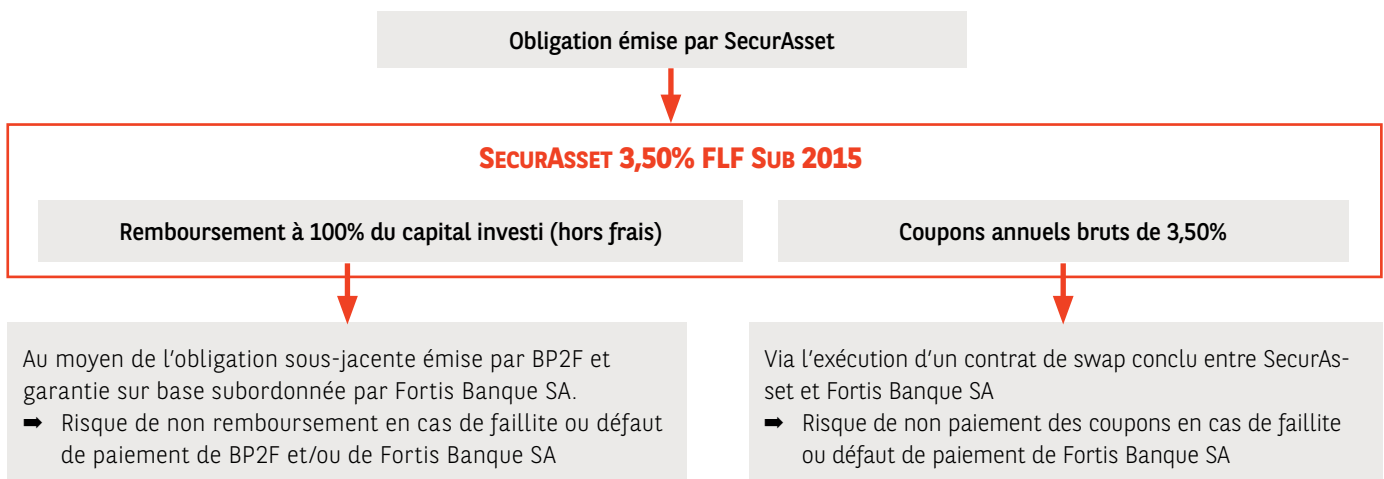 Obligation émise par SecurAsset
SecurAsset 3,50% FLF Sub 2015
Remboursement à 100% du capital investi (hors frais)
Coupons annuels bruts de 3,50%
Au moyen de l'obligation sous-jacente émise par BP2F et
garantie sur base subordonnée par Fortis Banque SA.
➡ Risque de non remboursement en cas de faillite ou défaut
de paiement de BP2F et/ou de Fortis Banque SA
Via l'exécution d'un contrat de swap conclu entre SecurAs-
set et Fortis Banque SA
➡ Risque de non paiement des coupons en cas de faillite
ou défaut de paiement de Fortis Banque SA